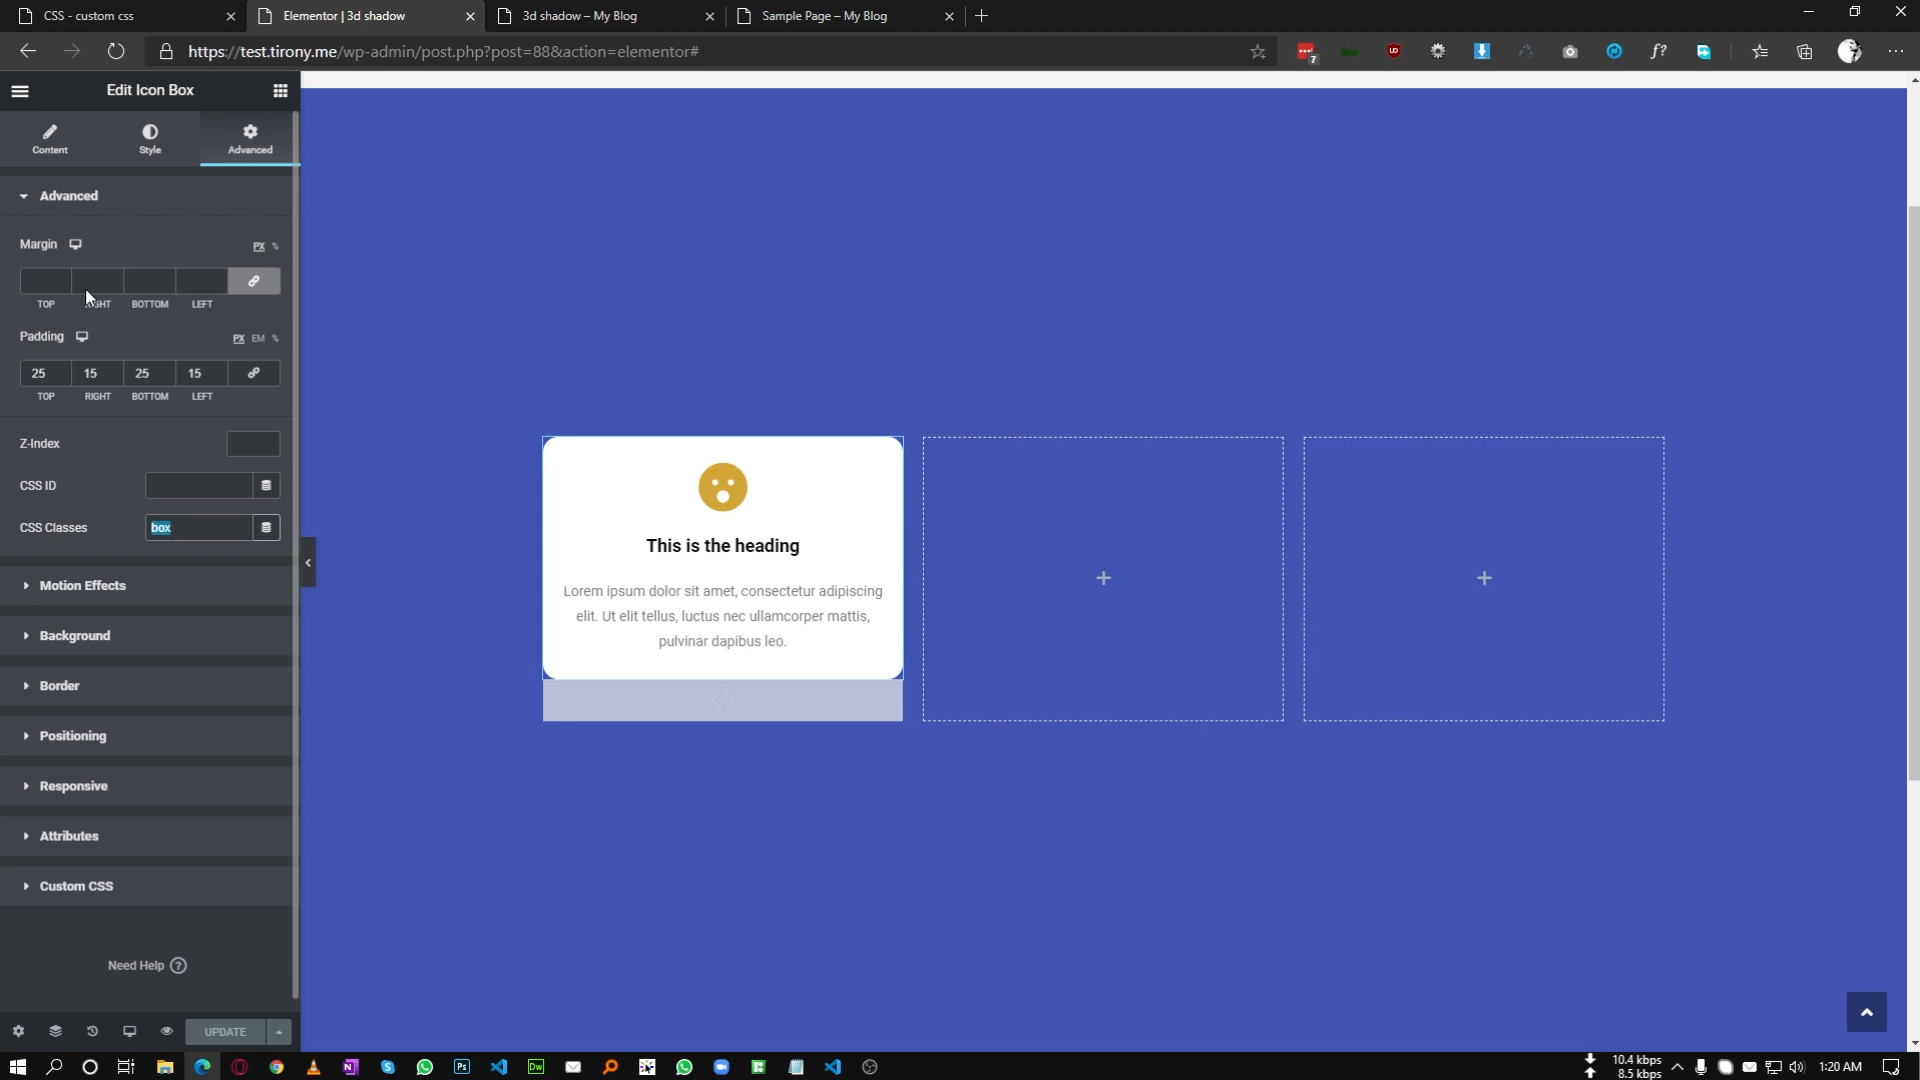 CSS - custom css
Elementor | 3d shadow
3d shadow – My Blog
Sample Page – My Blog
https://test.tirony.me/wp-admin/post.php?post=88&action=elementor#
7
UD
f?
Edit Icon Box
Content
Style
Advanced
Advanced
Margin
PX %
TOP
BOTTOM
LEFT
Padding
PX EM %
25 15 25 15
TOP RIGHT BOTTOM LEFT
Z-Index
CSS ID
CSS Classes
box
Motion Effects
Background
Border
Positioning
Responsive
Attributes
Custom CSS
Need Help ?
UPDATE
This is the heading
Lorem ipsum dolor sit amet, consectetur adipiscing
elit. Ut elit tellus, luctus nec ullamcorper mattis,
pulvinar dapibus leo.
</>
+
+
N
S
Ps
Dw
10.4 kbps
8.5 kbps
1:20 AM